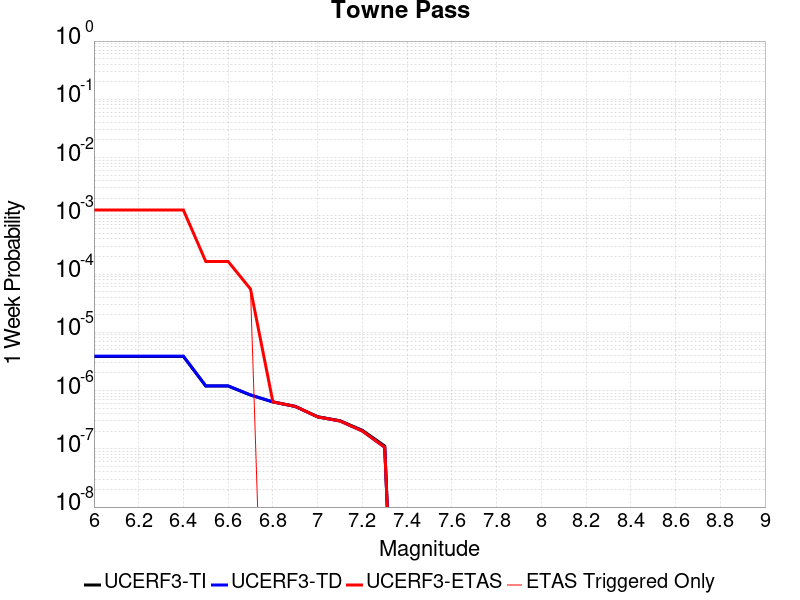 Towne Pass
10^0
10^-1
10^-2
10^-3
10^-4
10^-5
10^-6
10^-7
10^-8
1 Week Probability
6 6.2 6.4 6.6 6.8 7 7.2 7.4 7.6 7.8 8 8.2 8.4 8.6 8.8 9
Magnitude
UCERF3-TI UCERF3-TD UCERF3-ETAS ETAS Triggered Only